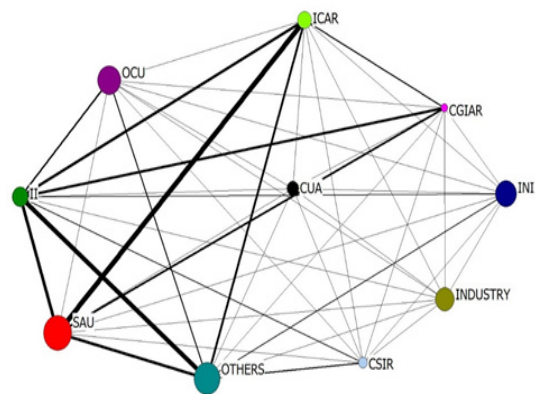 ICAR
OCU
CGIAR
CUA
II
INI
INDUSTRY
SAU
OTHERS
CSIR